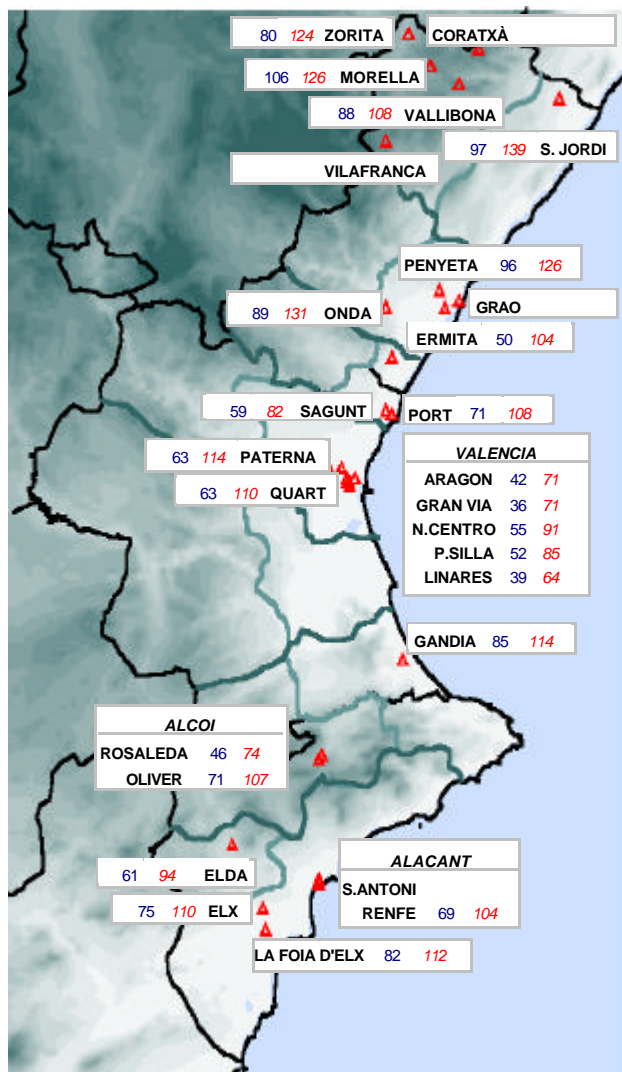 80 124 ZORITA
CORATXÀ
106 126 MORELLA
88 108 VALLIBONA
97 139 S. JORDI
VILAFRANCA
PENYETA 96 126
89 131 ONDA
GRAO
ERMITA 50 104
59 82 SAGUNT
PORT 71 108
63 114 PATERNA
63 110 QUART
VALENCIA
ARAGON 42 71
GRAN VIA 36 71
N.CENTRO 55 91
P.SILLA 52 85
LINARES 39 64
GANDIA 85 114
ALCOI
ROSALEDA 46 74
OLIVER 71 107
61 94 ELDA
75 110 ELX
ALACANT
S.ANTONI
RENFE 69 104
LA FOIA D'ELX 82 112